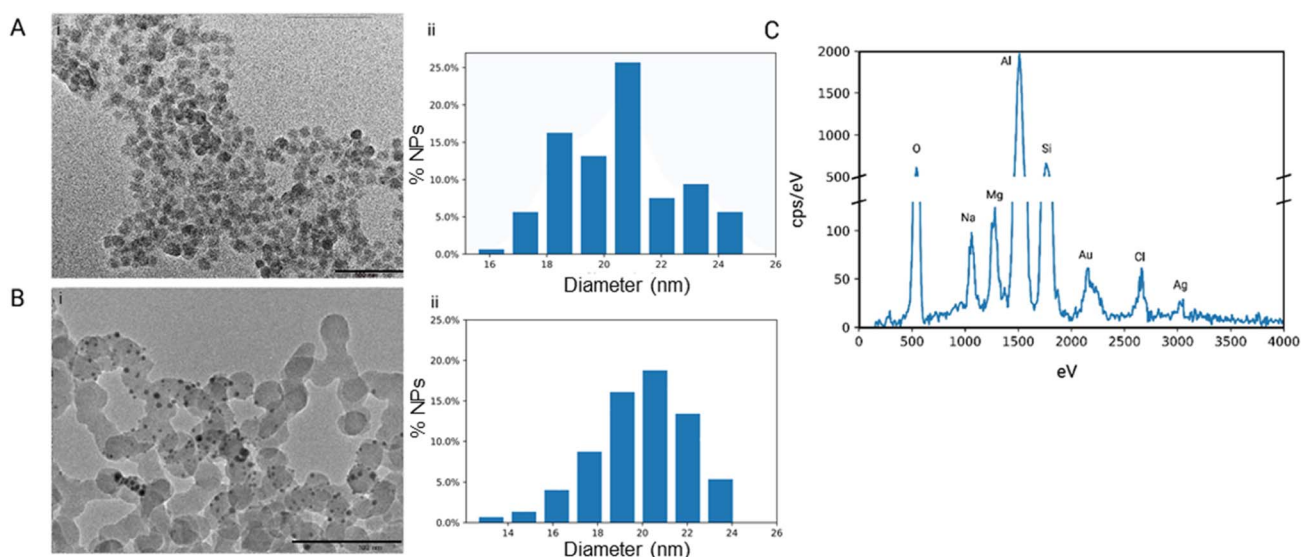 A
i
ii
25.0%
20.0%
15.0%
10.0%
5.0%
0.0%
% NPs
16
18
20
22
24
26
Diameter (nm)
B
i
ii
25.0%
20.0%
15.0%
10.0%
5.0%
0.0%
% NPs
14
16
18
20
22
24
26
Diameter (nm)
C
2000
1500
1000
500
100
50
0
cps/eV
O
Na
Mg
Al
Si
Au
Cl
Ag
0
500
1000
1500
2000
2500
3000
3500
4000
eV